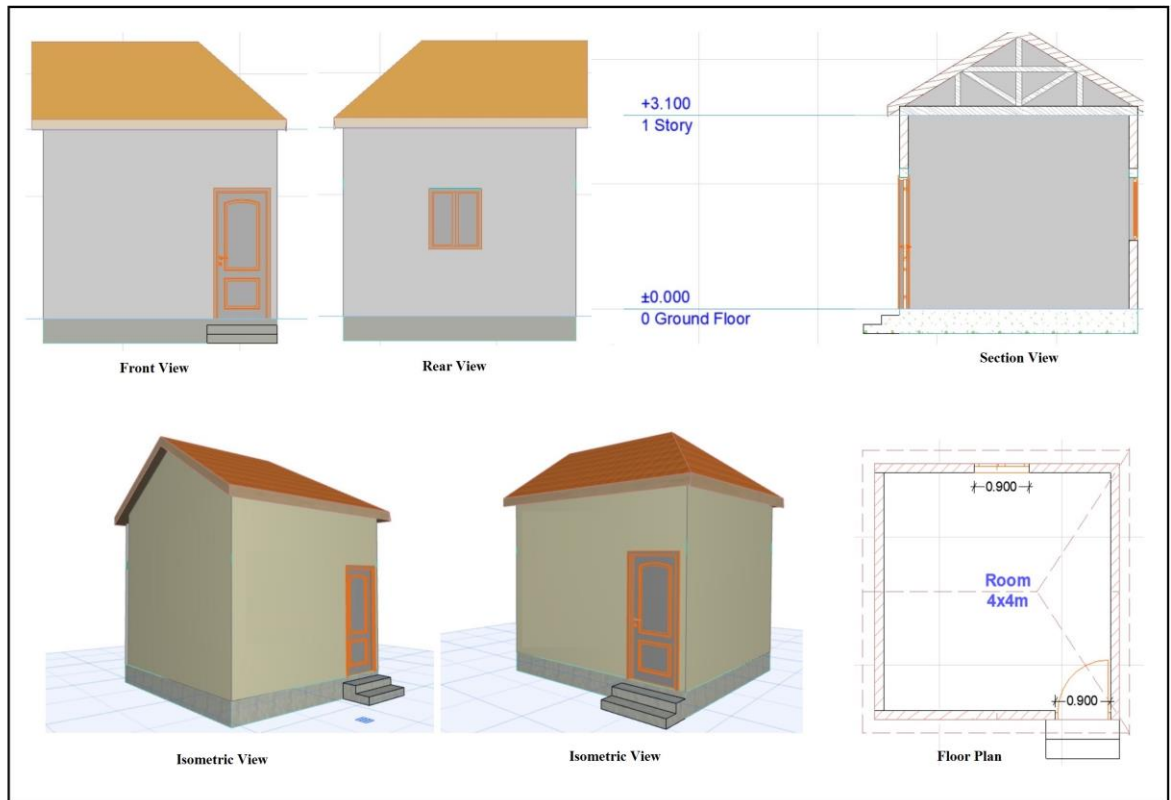 +3.100
1 Story
±0.000
0 Ground Floor
Front View
Rear View
Section View
0.900
Room
4x4m
0.900
Isometric View
Isometric View
Floor Plan